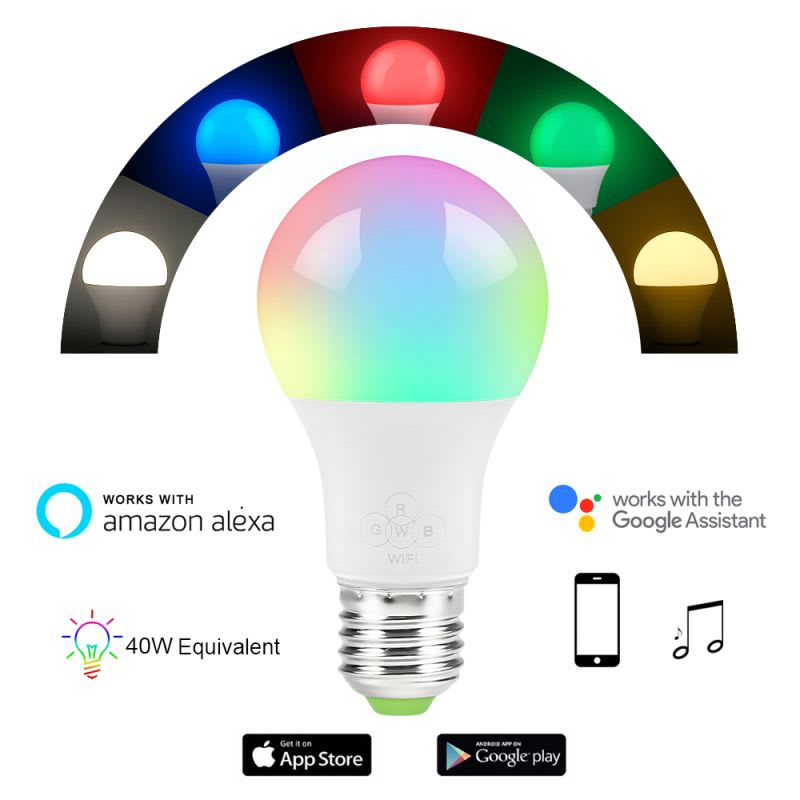 R
G W B
WIFI
WORKS WITH
amazon alexa
works with the
Google Assistant
40W Equivalent
Get it on
App Store
ANDROID APP ON
Google play